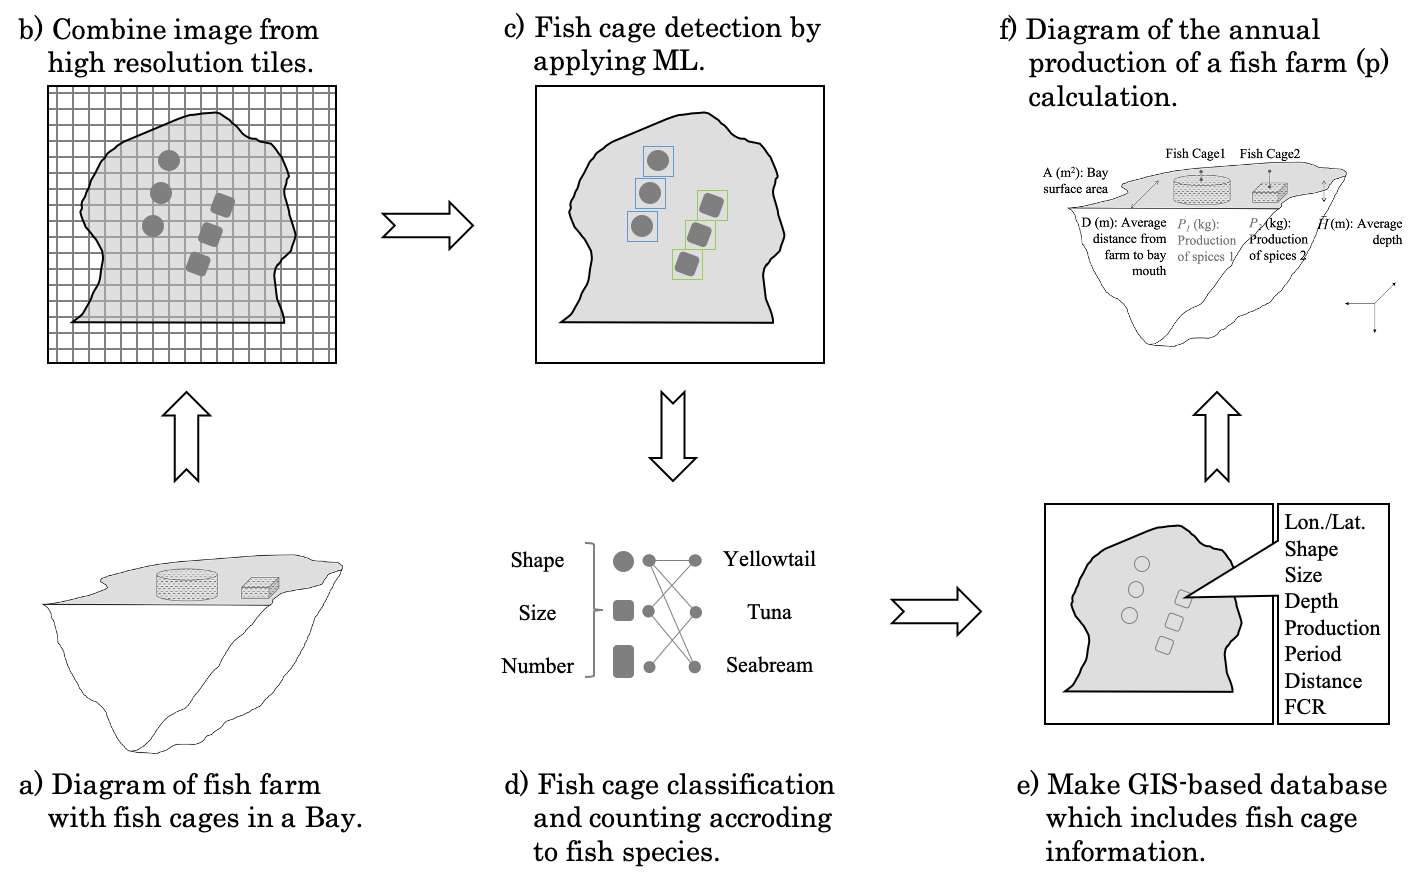 b) Combine image from
high resolution tiles.
c) Fish cage detection by
applying ML.
f) Diagram of the annual
production of a fish farm (p)
calculation.
Fish Cage1 Fish Cage2
A (m²): Bay
surface area
D (m): Average
distance from
farm to bay
mouth
P₁ (kg):
Production
of spices 1
P₂ (kg):
Production
of spices 2
H̅ (m): Average
depth
Shape
Size
Number
Yellowtail
Tuna
Seabream
Lon./Lat.
Shape
Size
Depth
Production
Period
Distance
FCR
a) Diagram of fish farm
with fish cages in a Bay.
d) Fish cage classification
and counting accroding
to fish species.
e) Make GIS-based database
which includes fish cage
information.